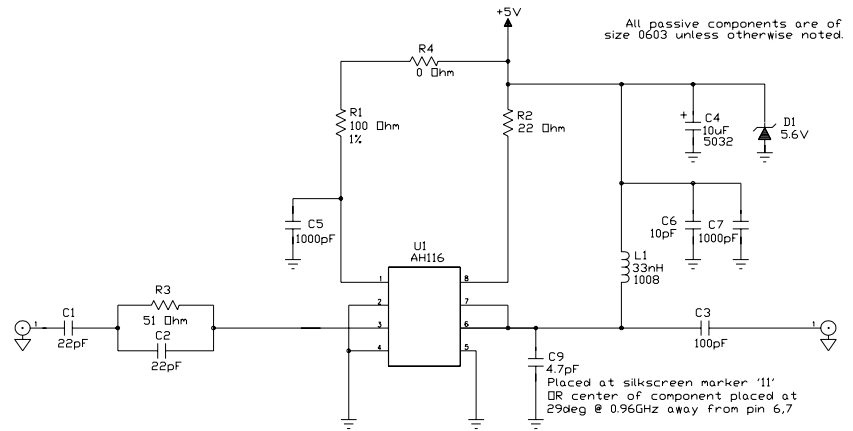 +5V
All passive components are of
size 0603 unless otherwise noted.
R4
0 Ohm
R1
100 Ohm
1%
R2
22 Ohm
+
C4
10uF
5032
D1
5.6V
C5
1000pF
C6
10pF
C7
1000pF
U1
AH116
L1
33nH
1008
1
2
3
4
8
7
6
5
R3
51 Ohm
C1
22pF
C2
22pF
1
C3
100pF
1
C9
4.7pF
Placed at silkscreen marker '11'
OR center of component placed at
29deg @ 0.96GHz away from pin 6,7